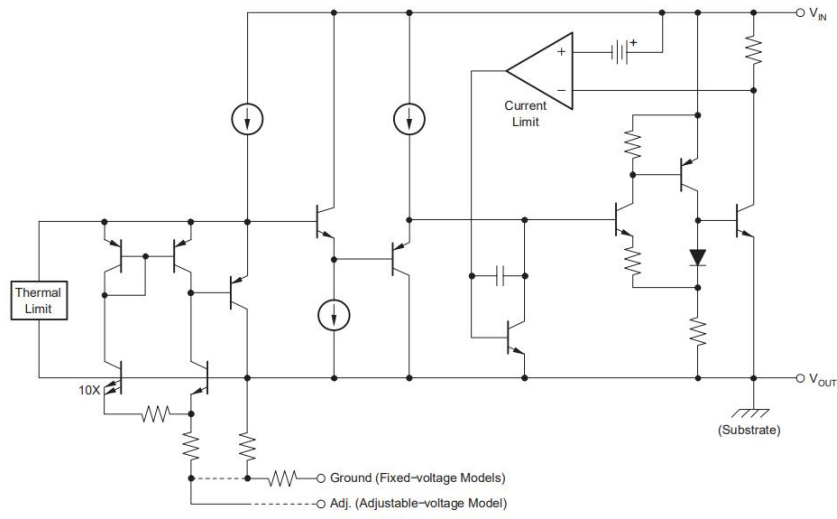 V_IN
+
+
−
Current
Limit
Thermal
Limit
10X
V_OUT
(Substrate)
Ground (Fixed−voltage Models)
Adj. (Adjustable−voltage Model)